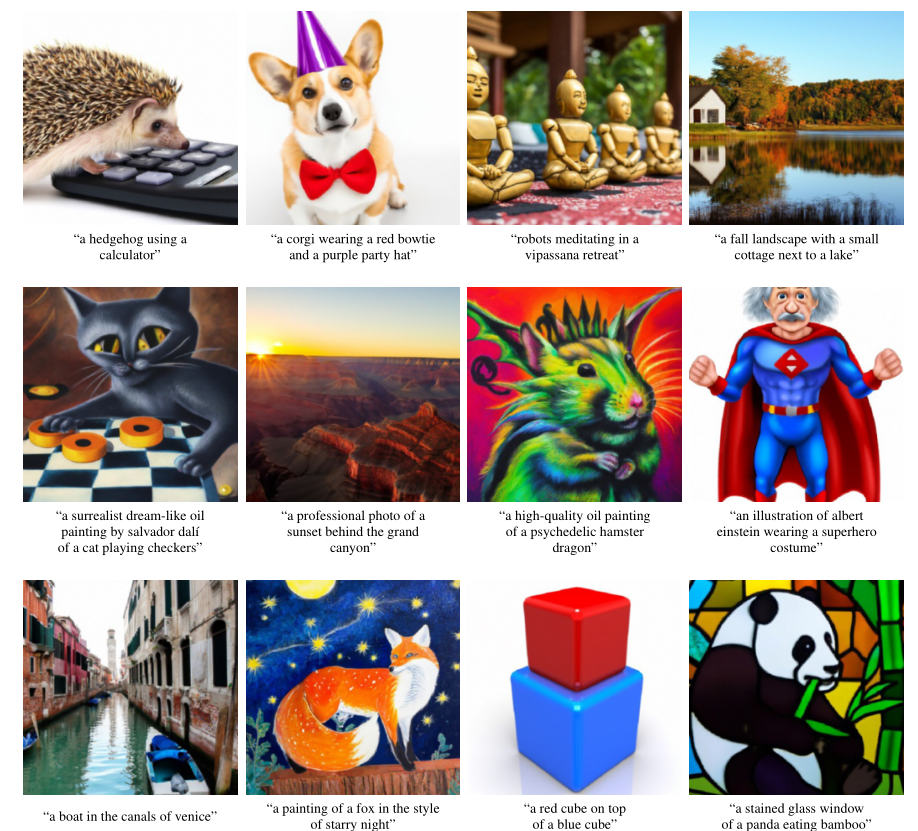 “a hedgehog using a
calculator”
“a corgi wearing a red bowtie
and a purple party hat”
“robots meditating in a
vipassana retreat”
“a fall landscape with a small
cottage next to a lake”
“a surrealist dream-like oil
painting by salvador dalí
of a cat playing checkers”
“a professional photo of a
sunset behind the grand
canyon”
“a high-quality oil painting
of a psychedelic hamster
dragon”
“an illustration of albert
einstein wearing a superhero
costume”
“a boat in the canals of venice”
“a painting of a fox in the style
of starry night”
“a red cube on top
of a blue cube”
“a stained glass window
of a panda eating bamboo”